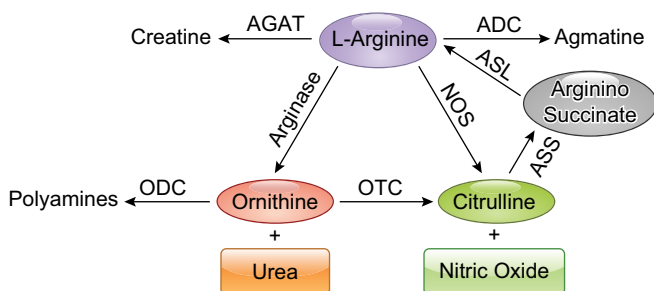 Creatine
AGAT
L-Arginine
ADC
Agmatine
ASL
Arginino
Succinate
Arginase
NOS
ASS
Polyamines
ODC
Ornithine
OTC
Citrulline
+
+
Urea
Nitric Oxide